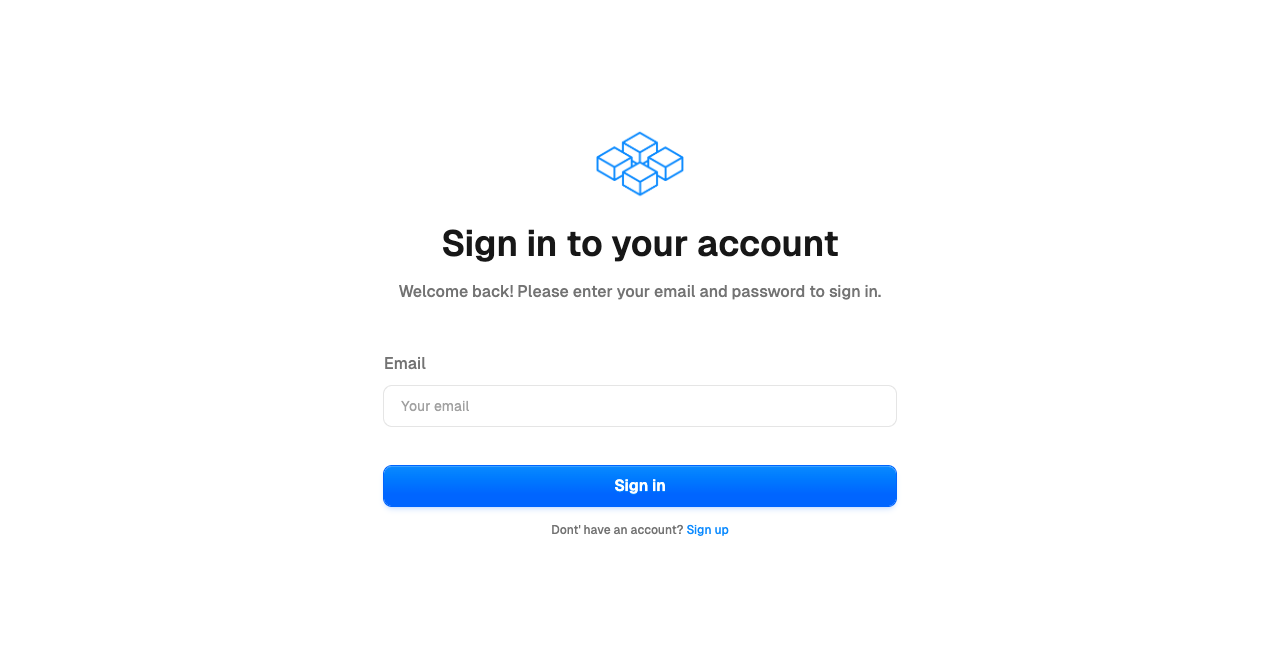 Sign in to your account
Welcome back! Please enter your email and password to sign in.
Email
Your email
Sign in
Dont' have an account? Sign up